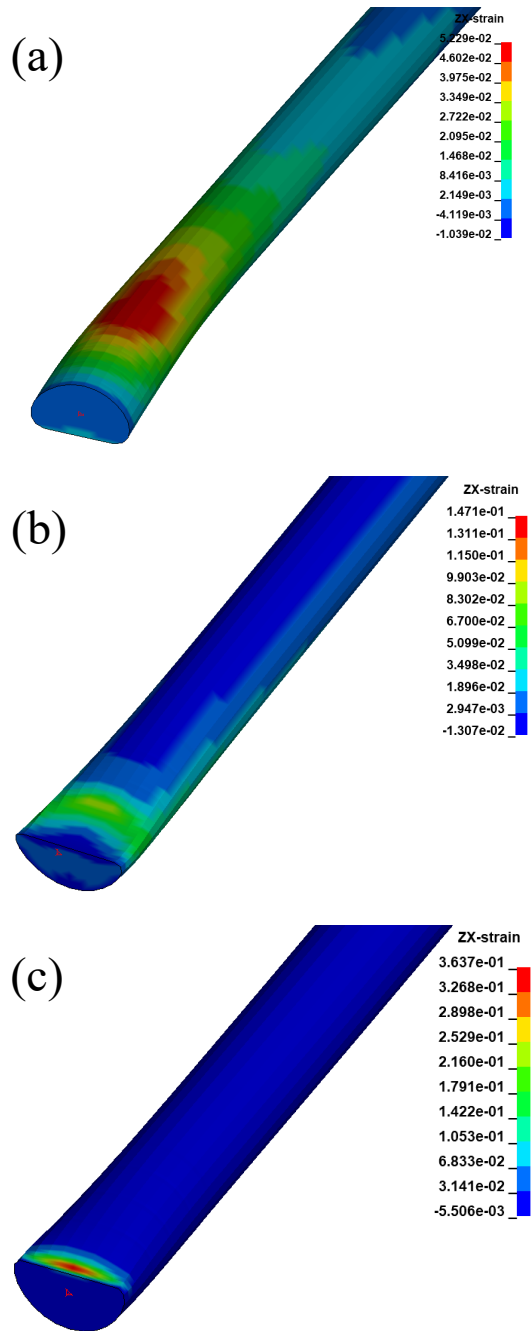 (a)
ZX-strain
5.229e-02
4.602e-02
3.975e-02
3.349e-02
2.722e-02
2.095e-02
1.468e-02
8.416e-03
2.149e-03
-4.119e-03
-1.039e-02
(b)
ZX-strain
1.471e-01
1.311e-01
1.150e-01
9.903e-02
8.302e-02
6.700e-02
5.099e-02
3.498e-02
1.896e-02
2.947e-03
-1.307e-02
(c)
ZX-strain
3.637e-01
3.268e-01
2.898e-01
2.529e-01
2.160e-01
1.791e-01
1.422e-01
1.053e-01
6.833e-02
3.141e-02
-5.506e-03